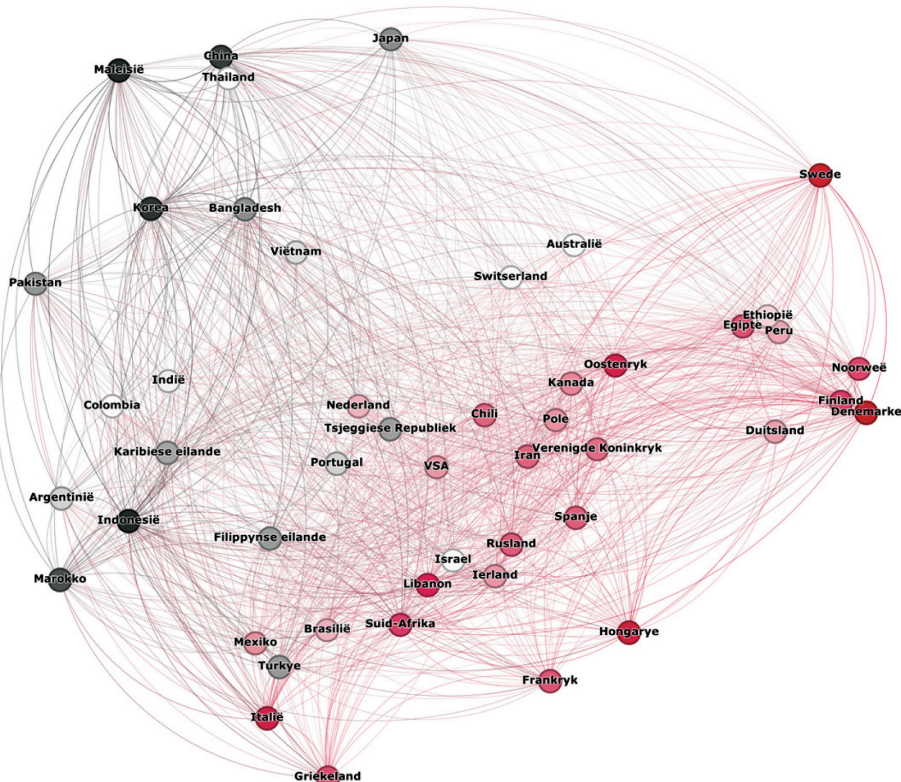 Japan
China
Maleisië
Thailand
Swede
Korea
Bangladesh
Australië
Viëtnam
Switserland
Pakistan
Ethiopië
Egipte
Peru
Oostenryk
Noorweë
Indië
Kanada
Finland
Colombia
Nederland
Chili
Denemarke
Pole
Tsjeggiese Republiek
Duitsland
Karibiese eilande
Verenigde Koninkryk
Iran
Portugal
VSA
Argentinië
Indonesië
Spanje
Filippynse eilande
Rusland
Israel
Ierland
Marokko
Libanon
Suid-Afrika
Brasilië
Hongarye
Mexiko
Turkye
Frankryk
Italië
Griekeland